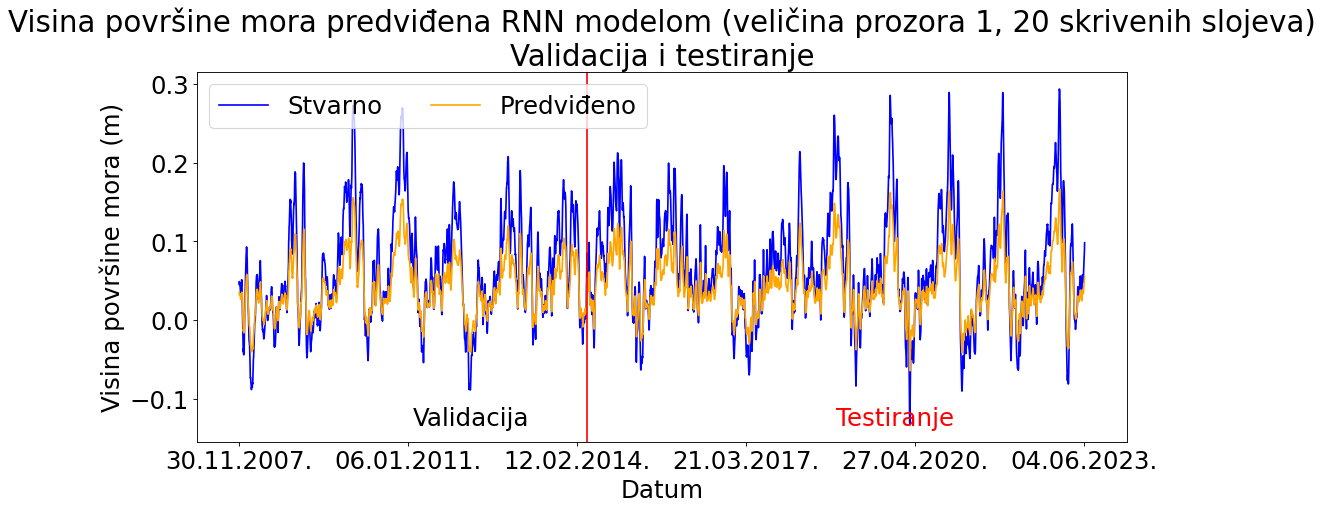 Visina površine mora predviđena RNN modelom (veličina prozora 1, 20 skrivenih slojeva)
Validacija i testiranje
Stvarno
Predviđeno
Visina površine mora (m)
0.3
0.2
0.1
0.0
−0.1
Validacija
Testiranje
30.11.2007.
06.01.2011.
12.02.2014.
21.03.2017.
27.04.2020.
04.06.2023.
Datum